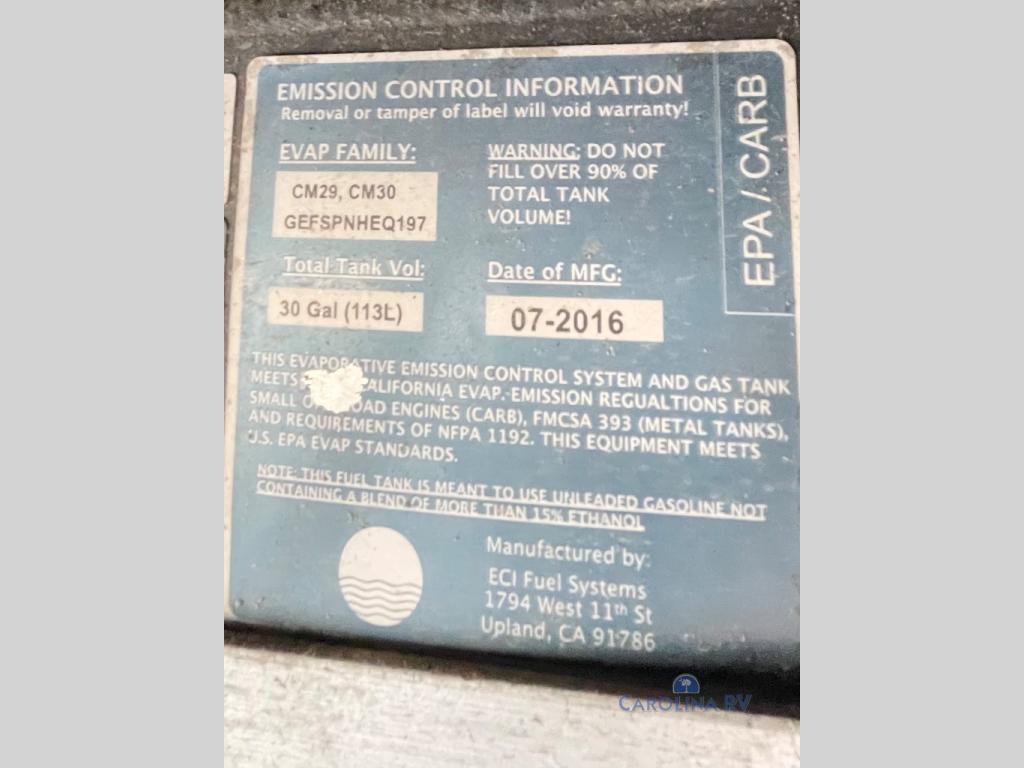 EMISSION CONTROL INFORMATION
Removal or tamper of label will void warranty!
EVAP FAMILY:
CM29, CM30
GEFSPNHEQ197
WARNING: DO NOT
FILL OVER 90% OF
TOTAL TANK
VOLUME!
Total Tank Vol:
30 Gal (113L)
Date of MFG:
07-2016
EPA / CARB
THIS EVAPORATIVE EMISSION CONTROL SYSTEM AND GAS TANK
MEETS CALIFORNIA EVAP. EMISSION REGUALTIONS FOR
SMALL OFF ROAD ENGINES (CARB), FMCSA 393 (METAL TANKS),
AND REQUIREMENTS OF NFPA 1192. THIS EQUIPMENT MEETS
U.S. EPA EVAP STANDARDS.
NOTE: THIS FUEL TANK IS MEANT TO USE UNLEADED GASOLINE NOT
CONTAINING A BLEND OF MORE THAN 15% ETHANOL
Manufactured by:
ECI Fuel Systems
1794 West 11th St
Upland, CA 91786
CAROLINA RV